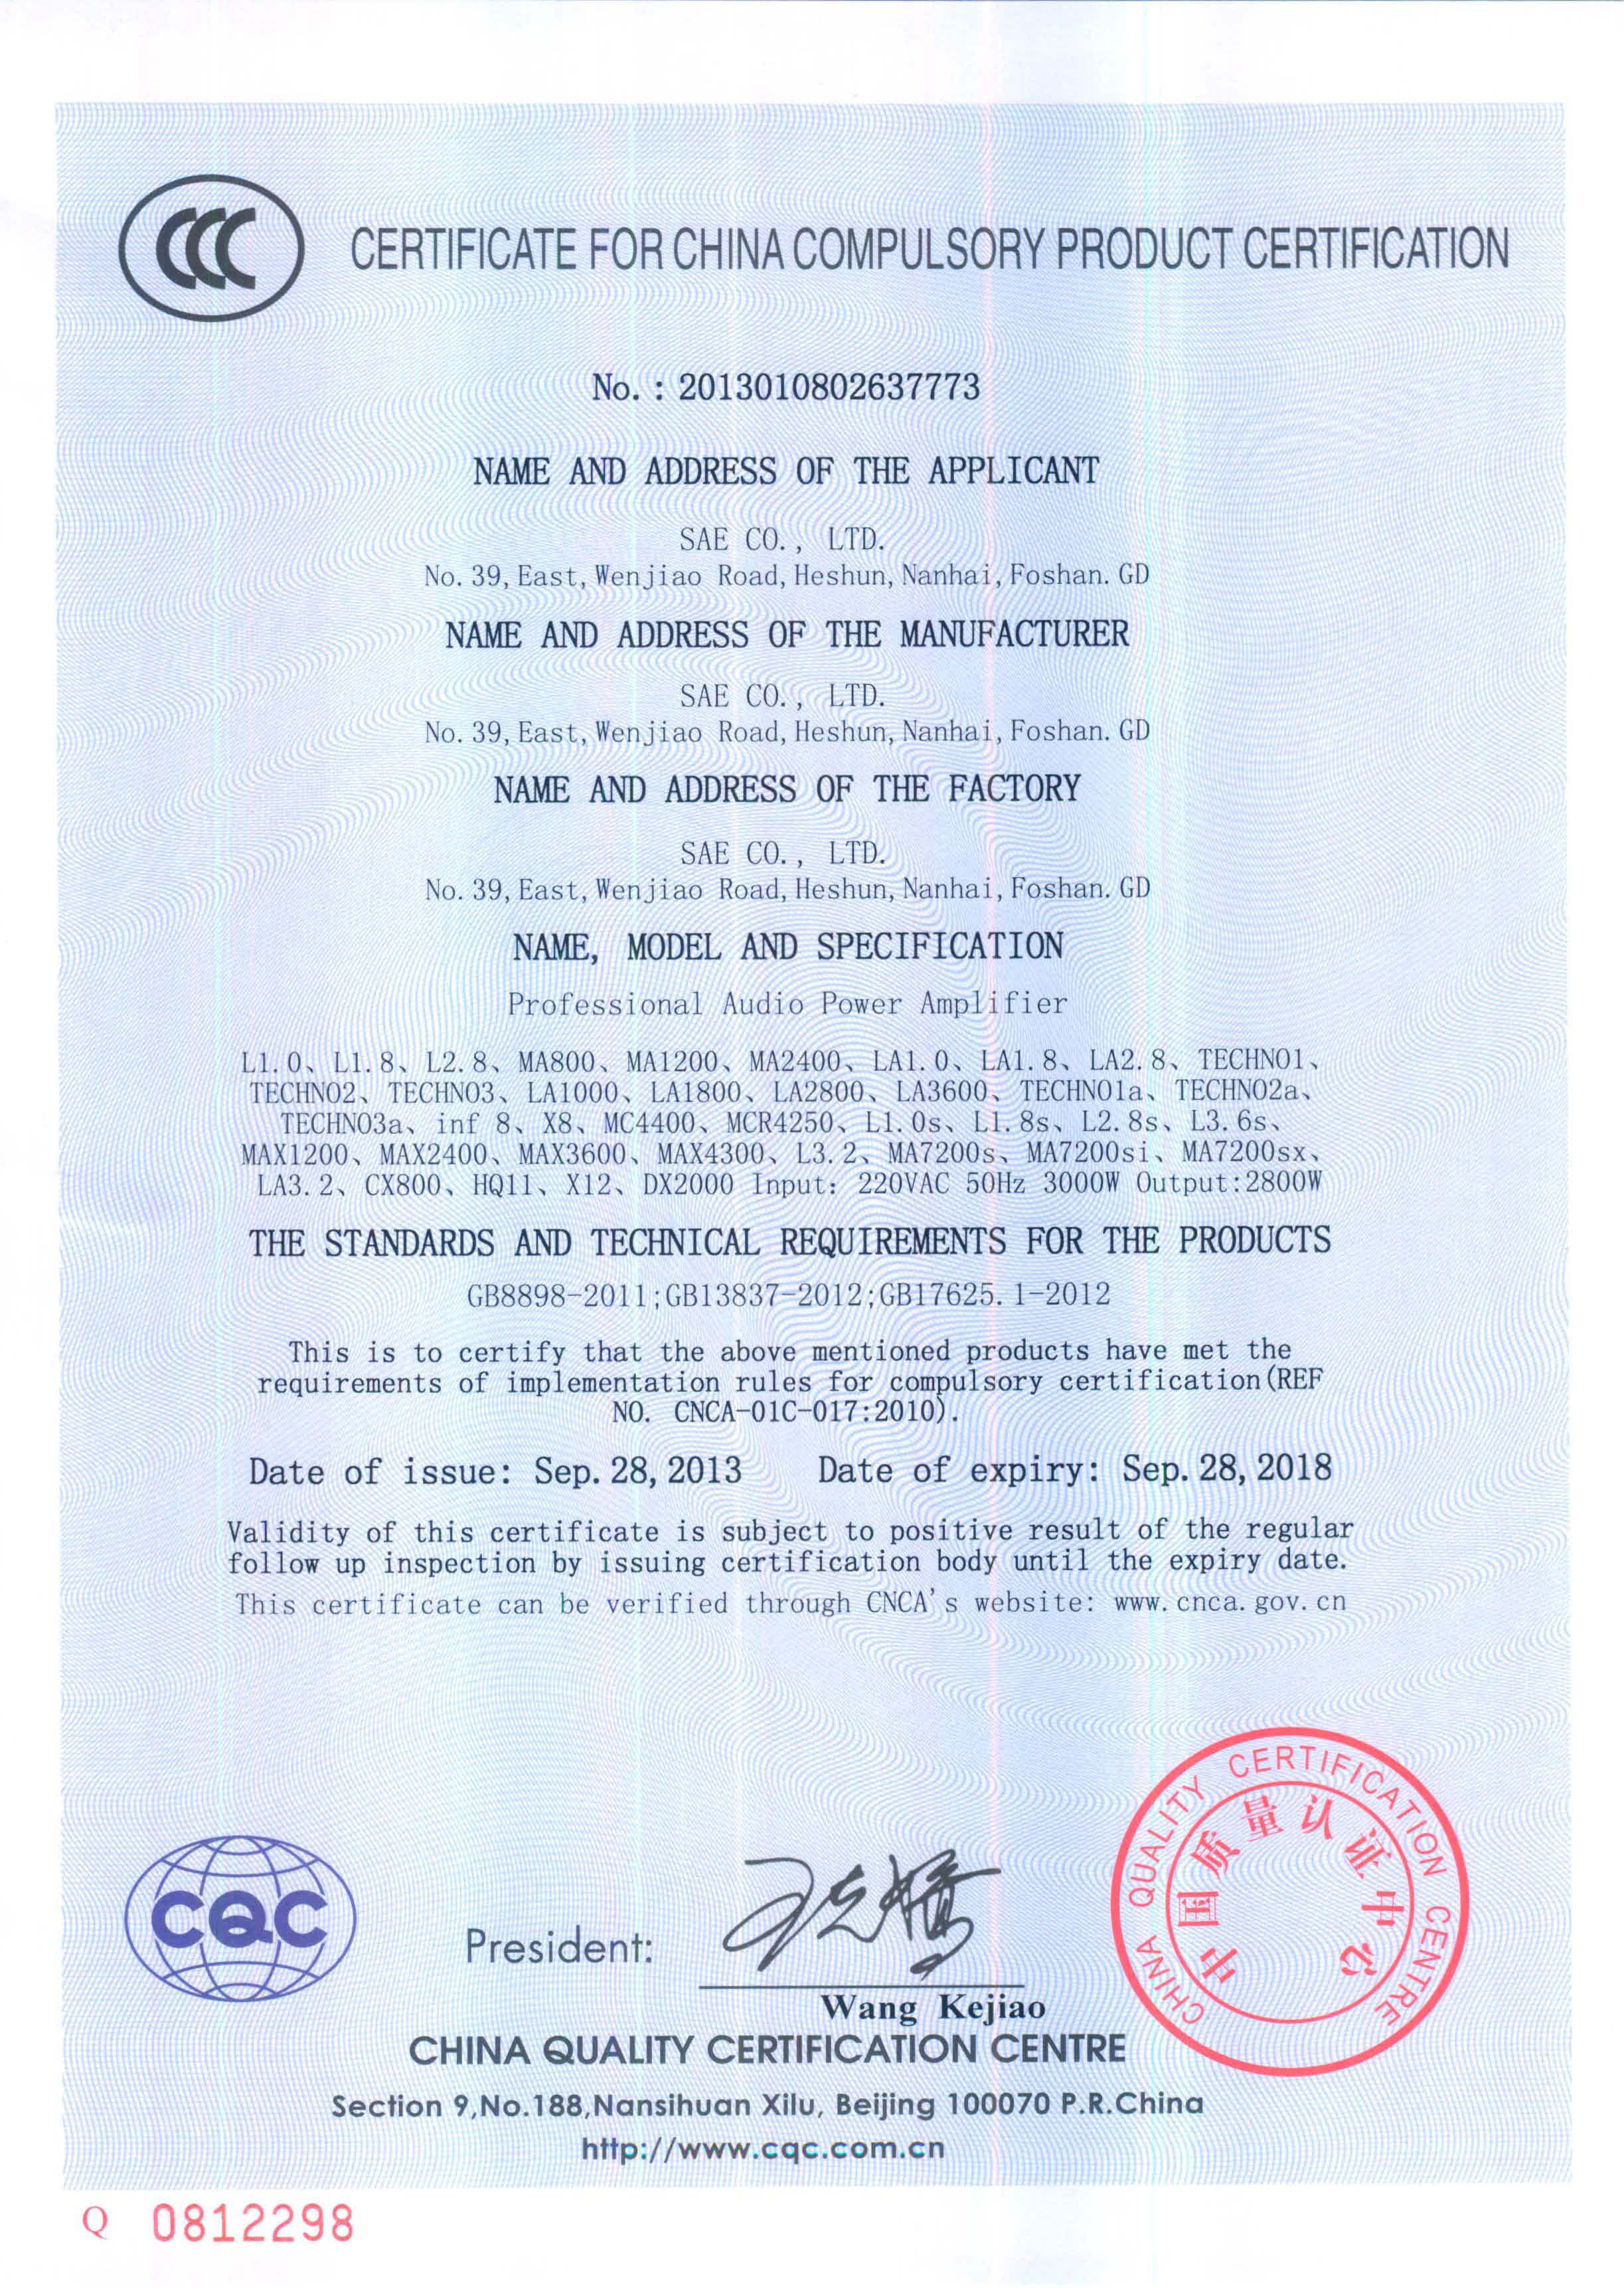 CCC
CERTIFICATE FOR CHINA COMPULSORY PRODUCT CERTIFICATION
No. : 2013010802637773
NAME AND ADDRESS OF THE APPLICANT
SAE CO., LTD.
No. 39, East, Wenjiao Road, Heshun, Nanhai, Foshan. GD
NAME AND ADDRESS OF THE MANUFACTURER
SAE CO., LTD.
No. 39, East, Wenjiao Road, Heshun, Nanhai, Foshan. GD
NAME AND ADDRESS OF THE FACTORY
SAE CO., LTD.
No. 39, East, Wenjiao Road, Heshun, Nanhai, Foshan. GD
NAME, MODEL AND SPECIFICATION
Professional Audio Power Amplifier
L1.0、L1.8、L2.8、MA800、MA1200、MA2400、LA1.0、LA1.8、LA2.8、TECHNO1、
TECHNO2、TECHNO3、LA1000、LA1800、LA2800、LA3600、TECHNO1a、TECHNO2a、
TECHNO3a、inf 8、X8、MC4400、MCR4250、L1.0s、L1.8s、L2.8s、L3.6s、
MAX1200、MAX2400、MAX3600、MAX4300、L3.2、MA7200s、MA7200si、MA7200sx、
LA3.2、CX800、HQ11、X12、DX2000 Input: 220VAC 50Hz 3000W Output:2800W
THE STANDARDS AND TECHNICAL REQUIREMENTS FOR THE PRODUCTS
GB8898-2011;GB13837-2012;GB17625.1-2012
This is to certify that the above mentioned products have met the
requirements of implementation rules for compulsory certification(REF
NO. CNCA-01C-017:2010).
Date of issue: Sep. 28, 2013 Date of expiry: Sep. 28, 2018
Validity of this certificate is subject to positive result of the regular
follow up inspection by issuing certification body until the expiry date.
This certificate can be verified through CNCA's website: www.cnca.gov.cn
CHINA QUALITY CERTIFICATION CENTRE
中国质量认证中心
CQC
President:
王克娇
Wang Kejiao
CHINA QUALITY CERTIFICATION CENTRE
Section 9,No.188,Nansihuan Xilu, Beijing 100070 P.R.China
http://www.cqc.com.cn
Q 0812298